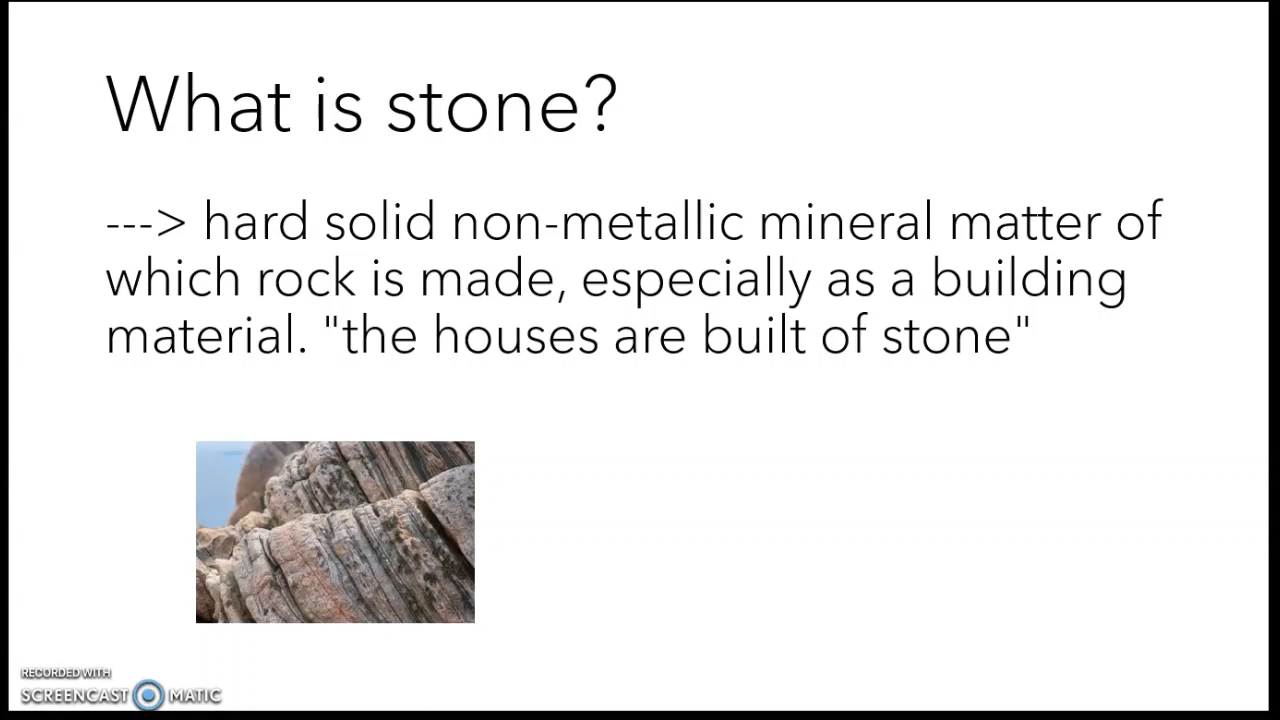 What is stone?
---> hard solid non-metallic mineral matter of
which rock is made, especially as a building
material. "the houses are built of stone"
RECORDED WITH
SCREENCAST MATIC